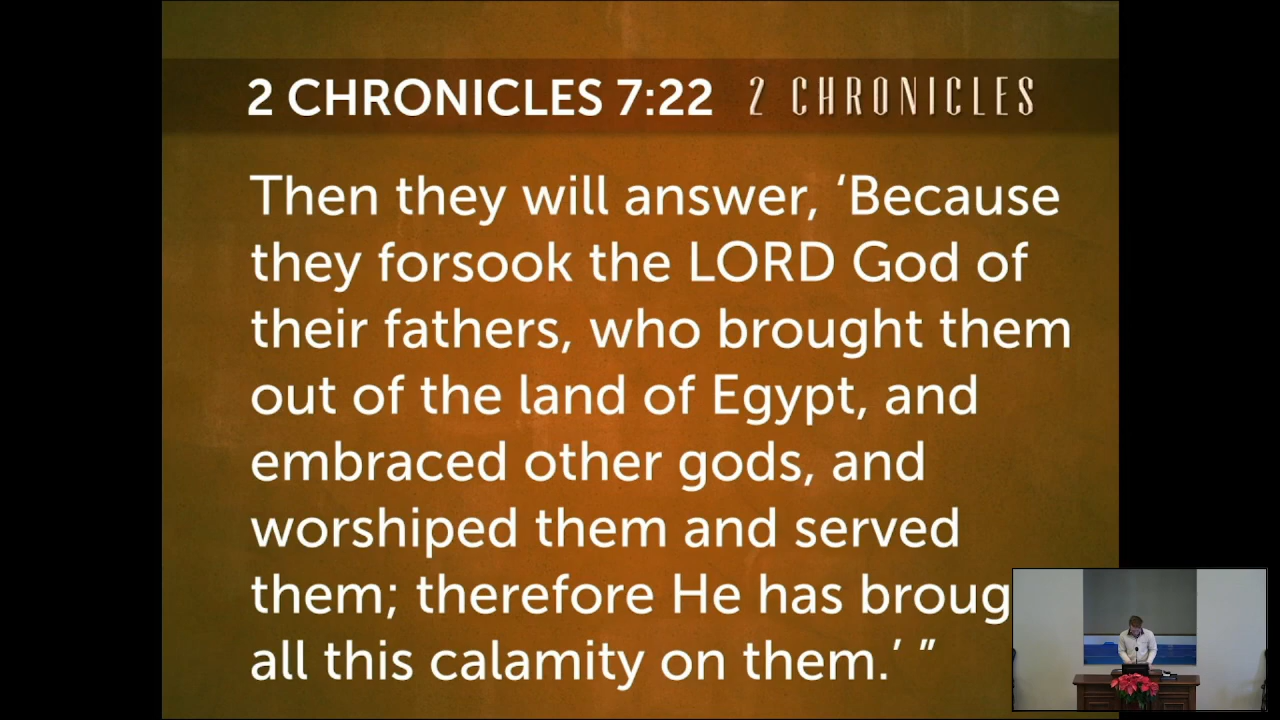 2 CHRONICLES 7:22 2 CHRONICLES
Then they will answer, ‘Because
they forsook the LORD God of
their fathers, who brought them
out of the land of Egypt, and
embraced other gods, and
worshiped them and served
them; therefore He has broug
all this calamity on them.’ ”